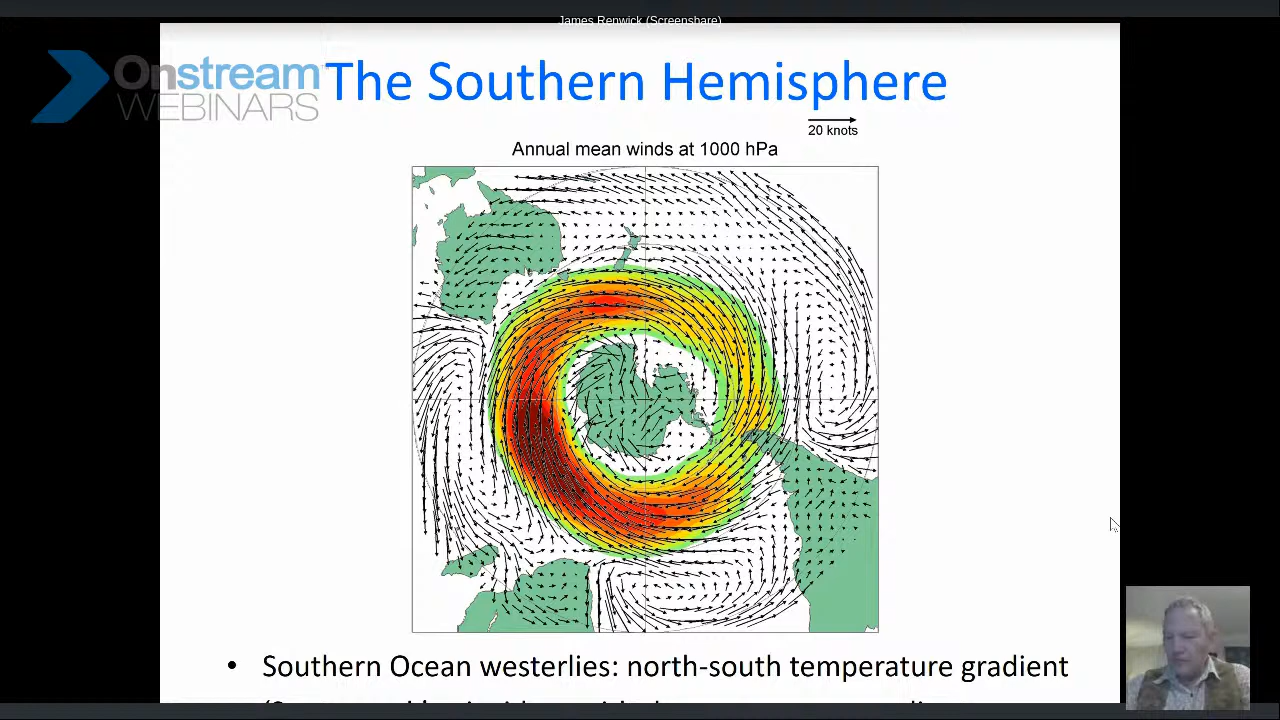 James Renwick (Screenshare)
Onstream
WEBINARS
The Southern Hemisphere
20 knots
Annual mean winds at 1000 hPa
• Southern Ocean westerlies: north-south temperature gradient